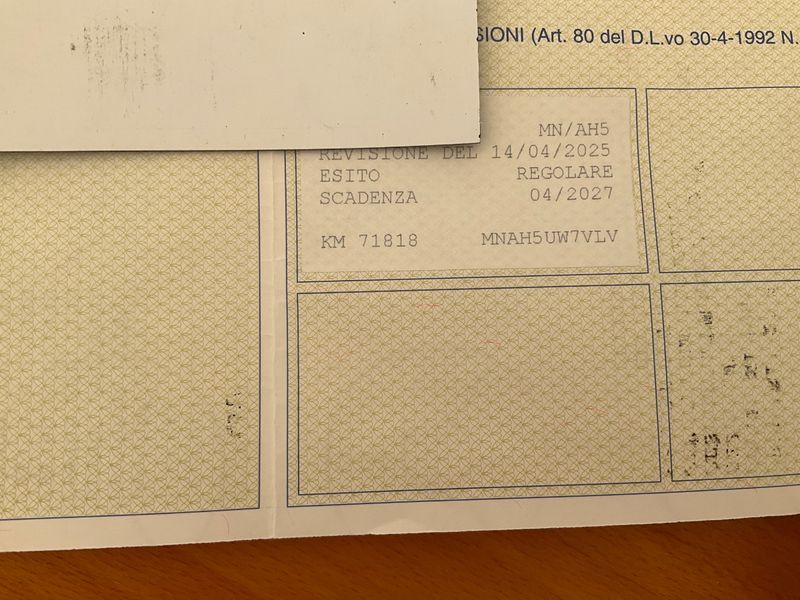 SIONI (Art. 80 del D.L.vo 30-4-1992 N.
MN/AH5
REVISIONE DEL 14/04/2025
ESITO REGOLARE
SCADENZA 04/2027
KM 71818 MNAH5UW7VLV